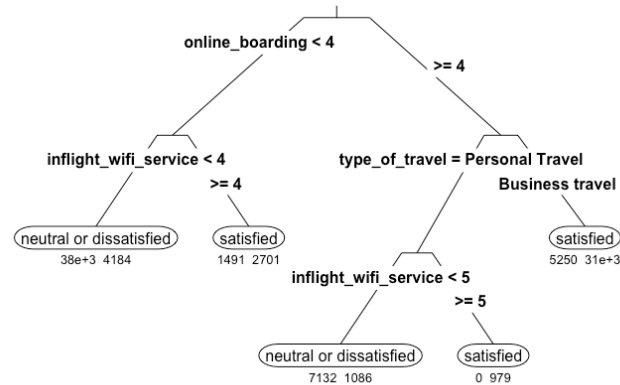 online_boarding < 4
>= 4
inflight_wifi_service < 4
>= 4
type_of_travel = Personal Travel
Business travel
neutral or dissatisfied
38e+3 4184
satisfied
1491 2701
satisfied
5250 31e+3
inflight_wifi_service < 5
>= 5
neutral or dissatisfied
7132 1086
satisfied
0 979